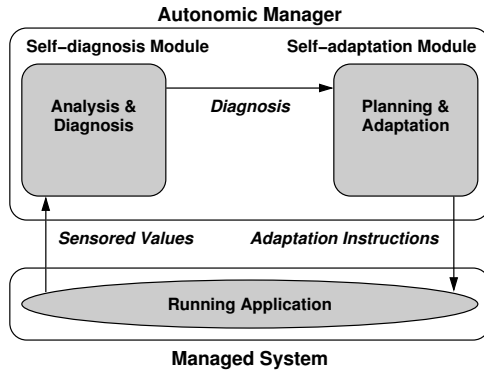 Autonomic Manager
Self-diagnosis Module
Self-adaptation Module
Analysis &
Diagnosis
Diagnosis
Planning &
Adaptation
Sensored Values
Adaptation Instructions
Running Application
Managed System